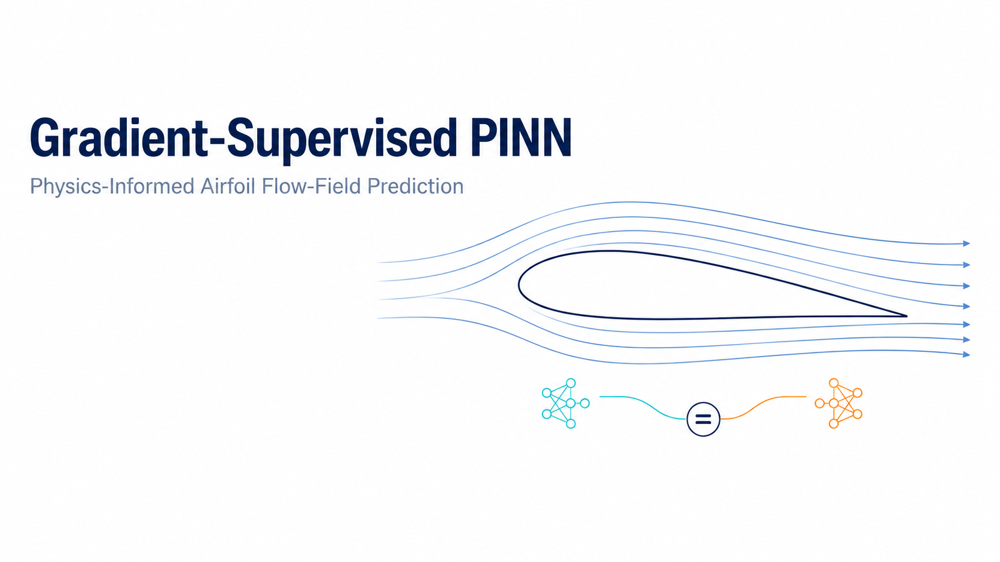 Gradient-Supervised PINN
Physics-Informed Airfoil Flow-Field Prediction
=